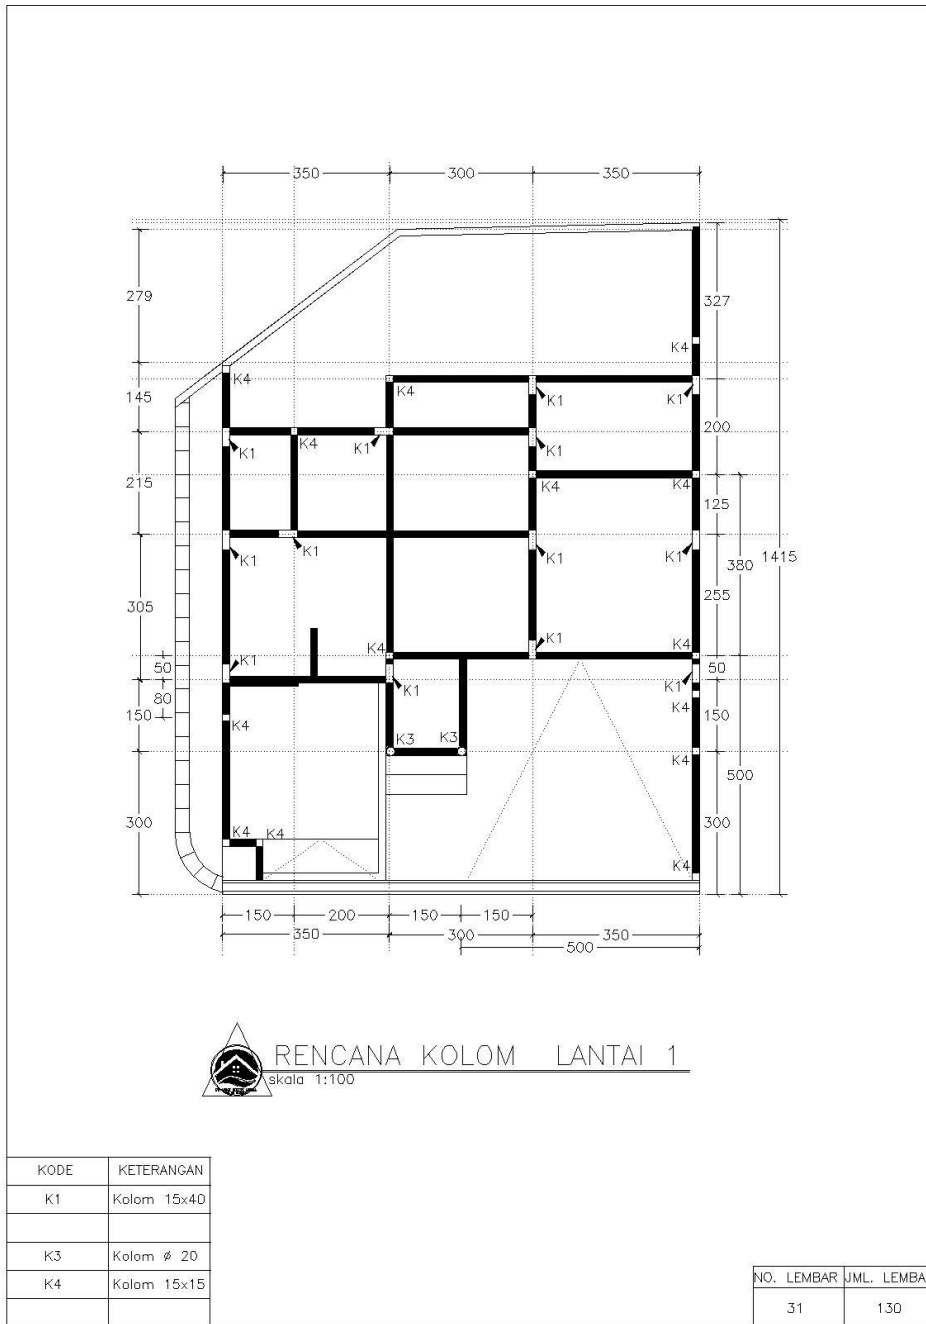 350 300 350
279
327
K4
K4 K4 K1 K1
145
200
K1 K4 K1 K1
K4 K4
215
125
K1 K1 K1 K1
380 1415
305
255
K1 K4 K1 K4
50 50
K1 K1
80
K4 K4
150 150
K3 K3
K4
500
300 300
K4 K4
K4
150 200 150 150
350 300 350
500
RENCANA KOLOM LANTAI 1
skala 1:100
KODE KETERANGAN
K1 Kolom 15x40
K3 Kolom ø 20
K4 Kolom 15x15
NO. LEMBAR JML. LEMBA
31 130